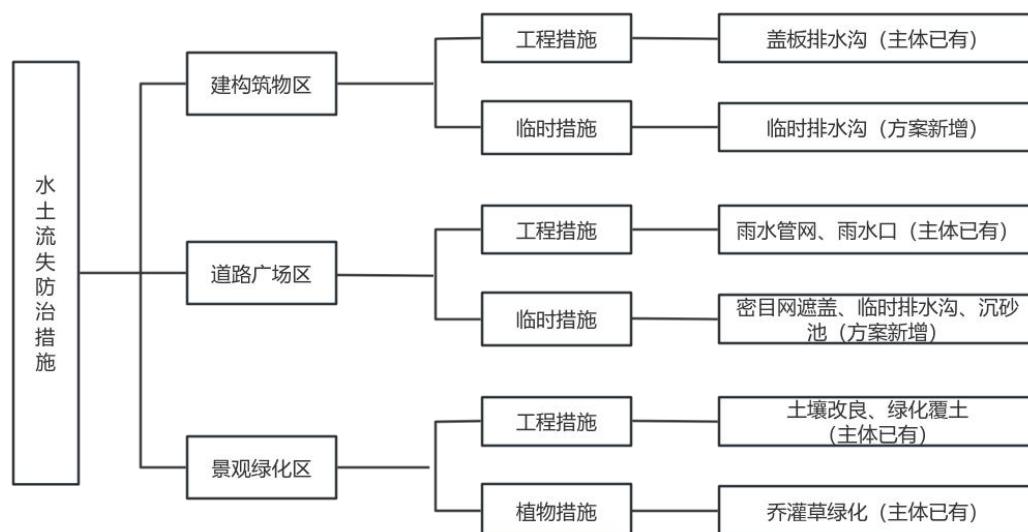 水土流失防治措施
建构筑物区
工程措施
盖板排水沟（主体已有）
临时措施
临时排水沟（方案新增）
道路广场区
工程措施
雨水管网、雨水口（主体已有）
临时措施
密目网遮盖、临时排水沟、沉砂
池（方案新增）
景观绿化区
工程措施
土壤改良、绿化覆土
（主体已有）
植物措施
乔灌草绿化（主体已有）